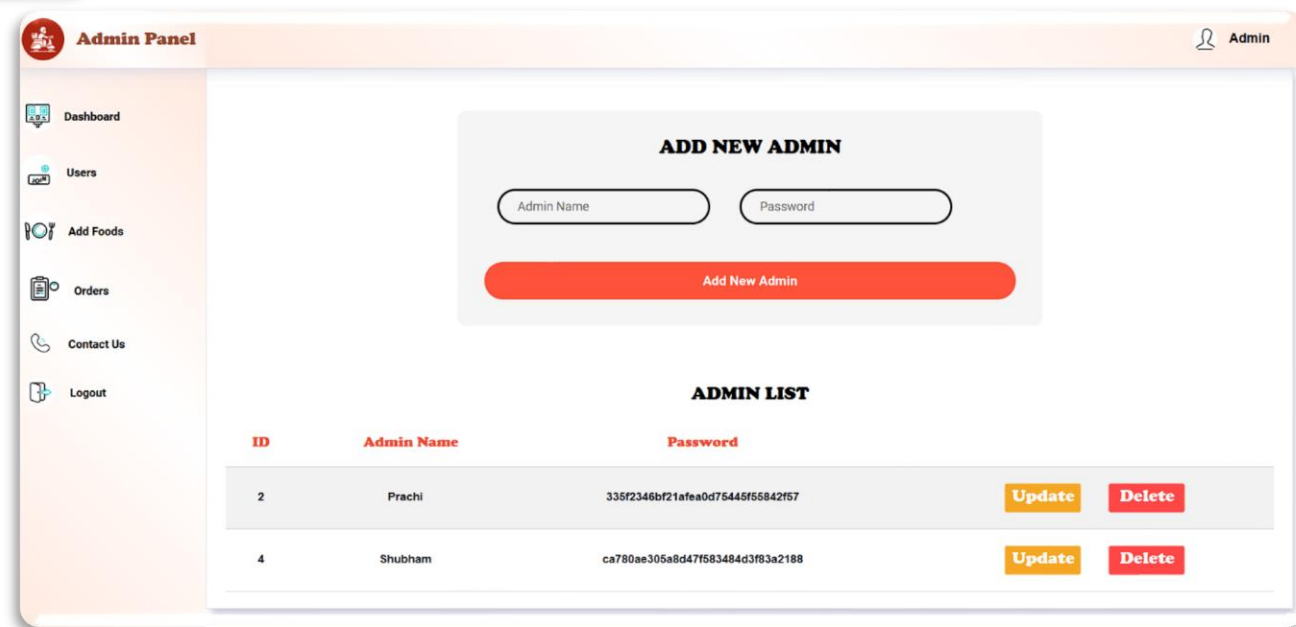 Admin Panel
Admin
Dashboard
Users
Add Foods
Orders
Contact Us
Logout
ADD NEW ADMIN
Admin Name Password
Add New Admin
ADMIN LIST
ID Admin Name Password
2 Prachi 335f2346bf21afea0d75445f55842f57 Update Delete
4 Shubham ca780ae305a8d47f583484d3f83a2188 Update Delete